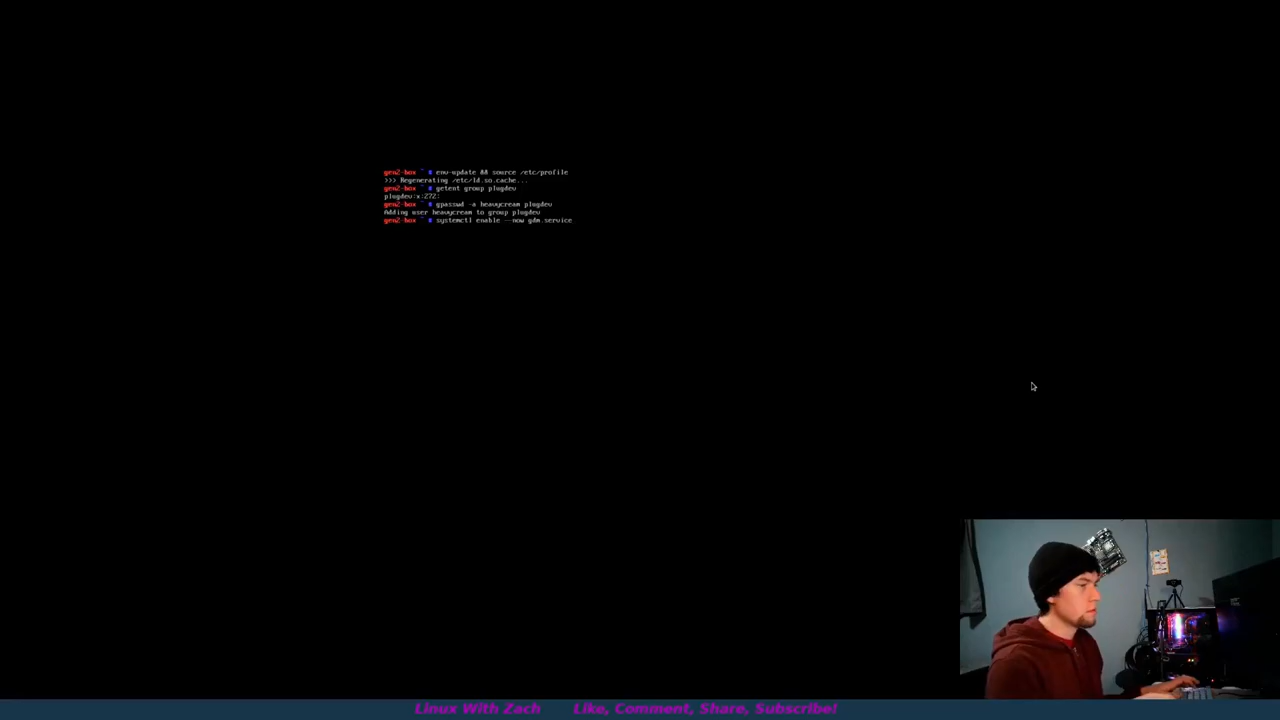 gen2-box ~ # env-update && source /etc/profile
>>> Regenerating /etc/ld.so.cache...
gen2-box ~ # getent group plugdev
plugdev:x:272:
gen2-box ~ # gpasswd -a heavycream plugdev
Adding user heavycream to group plugdev
gen2-box ~ # systemctl enable --now gdm.service
Linux With Zach Like, Comment, Share, Subscribe!